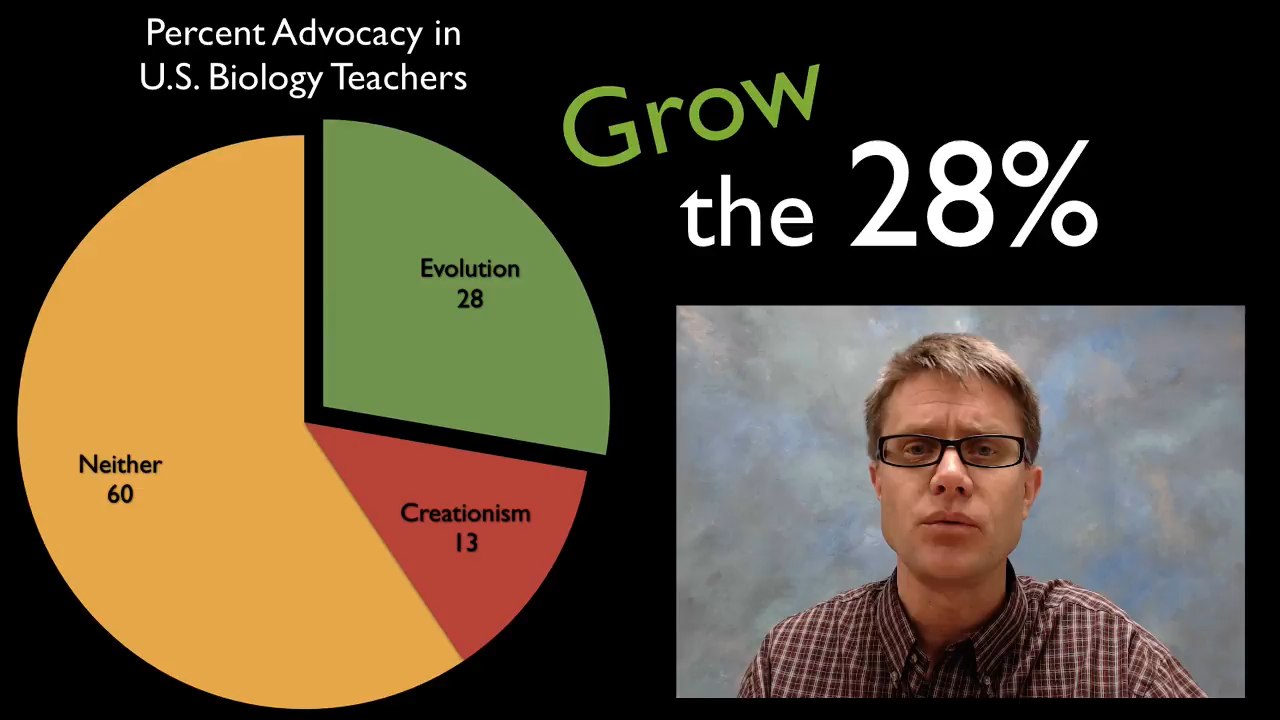 Percent Advocacy in
U.S. Biology Teachers
Grow
the 28%
Evolution
28
Neither
60
Creationism
13